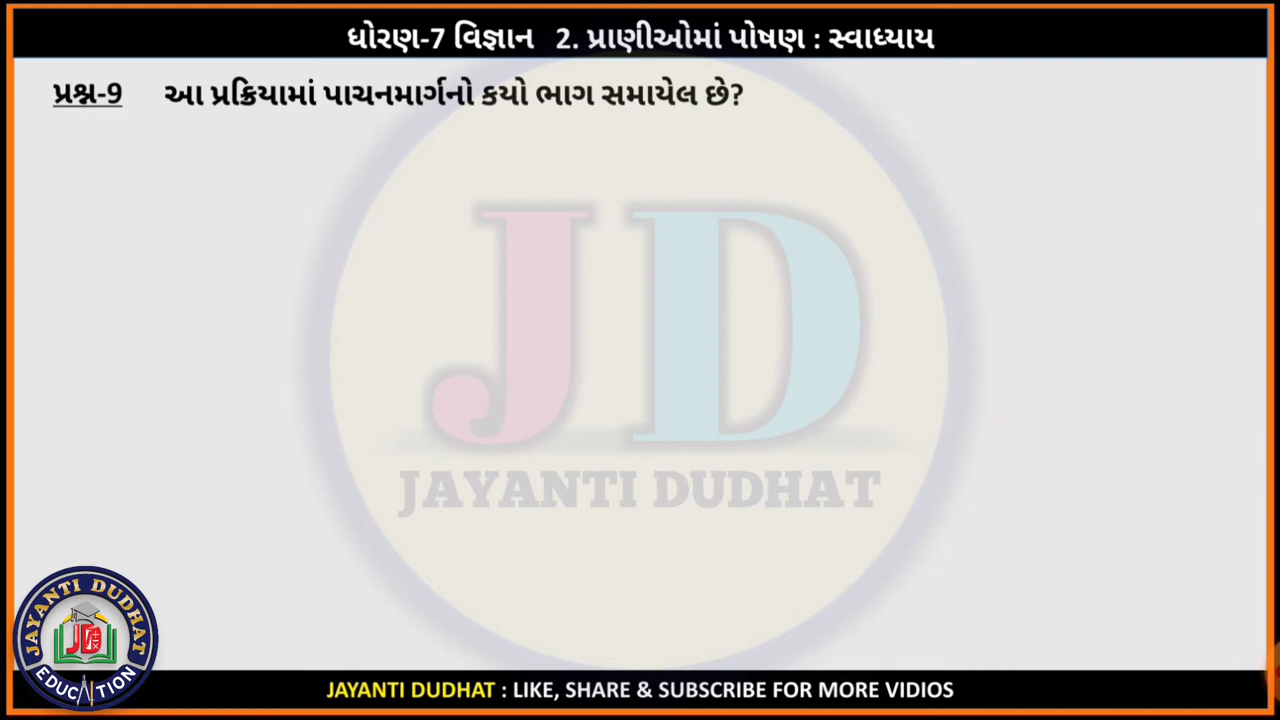 ધોરણ-7 વિજ્ઞાન 2. પ્રાણીઓમાં પોષણ : સ્વાધ્યાય
પ્રશ્ન-9 આ પ્રક્રિયામાં પાચનમાર્ગનો કયો ભાગ સમાયેલ છે?
JD
JAYANTI DUDHAT
JAYANTI DUDHAT
JD
EDUCATION
JAYANTI DUDHAT : LIKE, SHARE & SUBSCRIBE FOR MORE VIDIOS